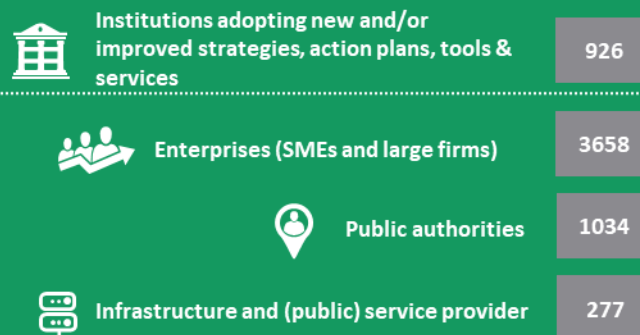 Institutions adopting new and/or
improved strategies, action plans, tools &
services
926
Enterprises (SMEs and large firms)
3658
Public authorities
1034
Infrastructure and (public) service provider
277